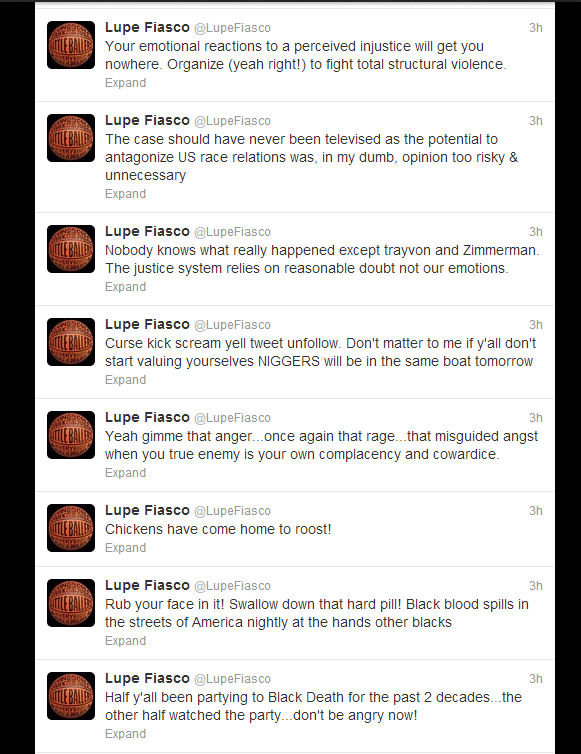 Lupe Fiasco @LupeFiasco 3h
Your emotional reactions to a perceived injustice will get you
nowhere. Organize (yeah right!) to fight total structural violence.
Expand
Lupe Fiasco @LupeFiasco 3h
The case should have never been televised as the potential to
antagonize US race relations was, in my dumb, opinion too risky &
unnecessary
Expand
Lupe Fiasco @LupeFiasco 3h
Nobody knows what really happened except trayvon and Zimmerman.
The justice system relies on reasonable doubt not our emotions.
Expand
Lupe Fiasco @LupeFiasco 3h
Curse kick scream yell tweet unfollow. Don't matter to me if y'all don't
start valuing yourselves NIGGERS will be in the same boat tomorrow
Expand
Lupe Fiasco @LupeFiasco 3h
Yeah gimme that anger...once again that rage...that misguided angst
when you true enemy is your own complacency and cowardice.
Expand
Lupe Fiasco @LupeFiasco 3h
Chickens have come home to roost!
Expand
Lupe Fiasco @LupeFiasco 3h
Rub your face in it! Swallow down that hard pill! Black blood spills in
the streets of America nightly at the hands other blacks
Expand
Lupe Fiasco @LupeFiasco 3h
Half y'all been partying to Black Death for the past 2 decades...the
other half watched the party...don't be angry now!
Expand